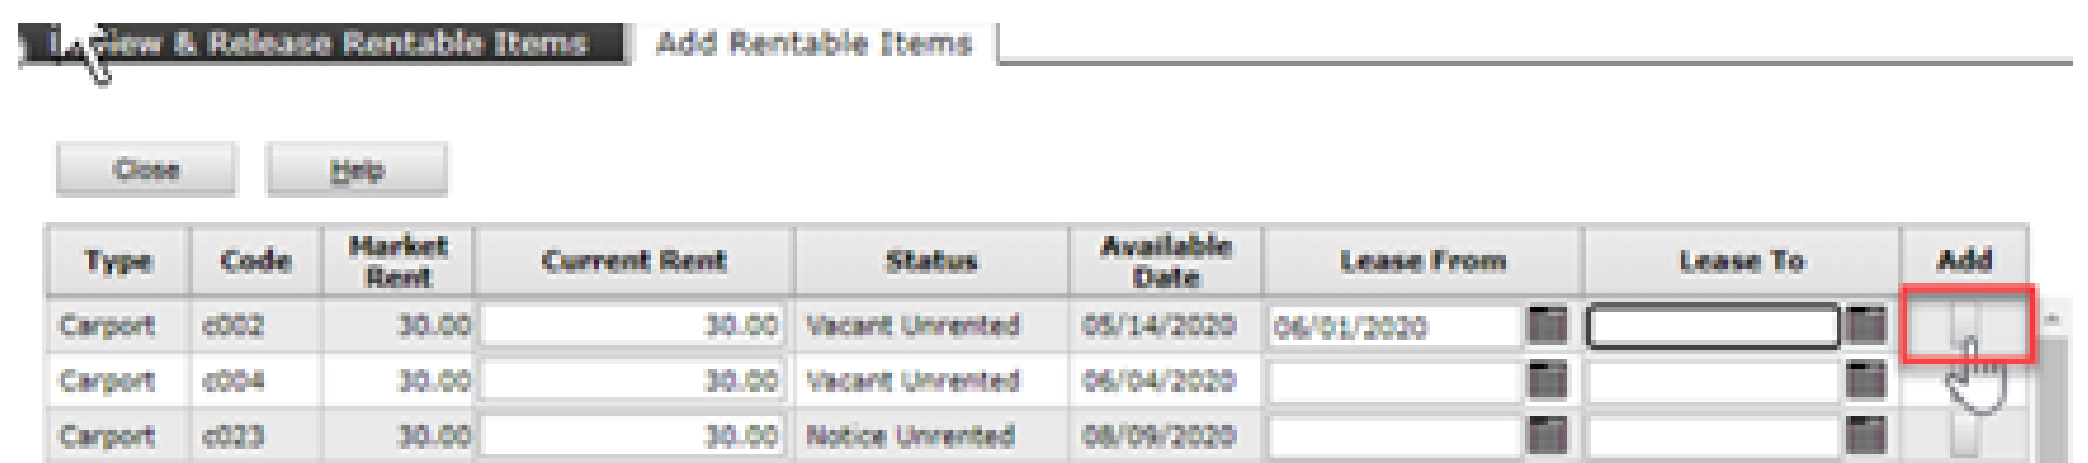 & Release Rentable Items Add Rentable Items
Close Help
Type Code Market Rent Current Rent Status Available Date Lease From Lease To Add
Carport c002 30.00 30.00 Vacant Unrented 05/14/2020 06/01/2020
Carport c004 30.00 30.00 Vacant Unrented 06/04/2020
Carport c023 30.00 30.00 Notice Unrented 08/09/2020